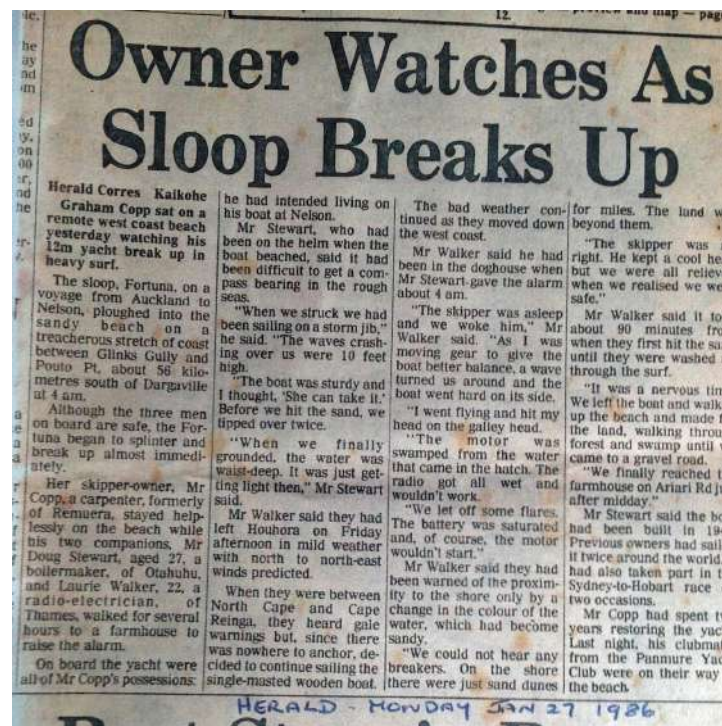 12.
map — page
Owner Watches As
Sloop Breaks Up
Herald Corres Kaikohe
Graham Copp sat on a
remote west coast beach
yesterday watching his
12m yacht break up in
heavy surf.
The sloop, Fortuna, on a
voyage from Auckland to
Nelson, ploughed into the
sandy beach on a
treacherous stretch of coast
between Glinks Gully and
Pouto Pt, about 56 kilo-
metres south of Dargaville
at 4 am.
Although the three men
on board are safe, the For-
tuna began to splinter and
break up almost immedi-
ately.
Her skipper-owner, Mr
Copp, a carpenter, formerly
of Remuera, stayed help-
lessly on the beach while
his two companions, Mr
Doug Stewart, aged 27, a
boilermaker, of Otahuhu,
and Laurie Walker, 22, a
radio-electrician, of
Thames, walked for several
hours to a farmhouse to
raise the alarm.
On board the yacht were
all of Mr Copp's possessions:
he had intended living on
his boat at Nelson.
Mr Stewart, who had
been on the helm when the
boat beached, said it had
been difficult to get a com-
pass bearing in the rough
seas.
"When we struck we had
been sailing on a storm jib,"
he said. "The waves crash-
ing over us were 10 feet
high.
"The boat was sturdy and
I thought, 'She can take it.'
Before we hit the sand, we
tipped over twice.
"When we finally
grounded, the water was
waist-deep. It was just get-
ting light then," Mr Stewart
said.
Mr Walker said they had
left Houhora on Friday
afternoon in mild weather
with north to north-east
winds predicted.
When they were between
North Cape and Cape
Reinga, they heard gale
warnings but, since there
was nowhere to anchor, de-
cided to continue sailing the
single-masted wooden boat.
The bad weather con-
tinued as they moved down
the west coast.
Mr Walker said he had
been in the doghouse when
Mr Stewart gave the alarm
about 4 am.
"The skipper was asleep
and we woke him," Mr
Walker said. "As I was
moving gear to give the
boat better balance, a wave
turned us around and the
boat went hard on its side.
"I went flying and hit my
head on the galley head.
"The motor was
swamped from the water
that came in the hatch. The
radio got all wet and
wouldn't work.
"We let off some flares.
The battery was saturated
and, of course, the motor
wouldn't start."
Mr Walker said they had
been warned of the proxim-
ity to the shore only by a
change in the colour of the
water, which had become
sandy.
"We could not hear any
breakers. On the shore
there were just sand dunes
for miles. The land w
beyond them.
"The skipper was
right. He kept a cool he
but we were all relie
when we realised we we
safe."
Mr Walker said it to
about 90 minutes fr
when they first hit the sa
until they were washed
through the surf.
"It was a nervous tin
We left the boat and walk
up the beach and made f
the land, walking throu
forest and swamp until
came to a gravel road.
"We finally reached t
farmhouse on Ariari Rd j
after midday."
Mr Stewart said the bo
had been built in 194
Previous owners had sail
it twice around the world.
had also taken part in t
Sydney-to-Hobart race
two occasions.
Mr Copp had spent t
years restoring the yac
Last night, his clubmat
from the Panmure Yac
Club were on their way
the beach.
HERALD - MONDAY JAN 27 1986